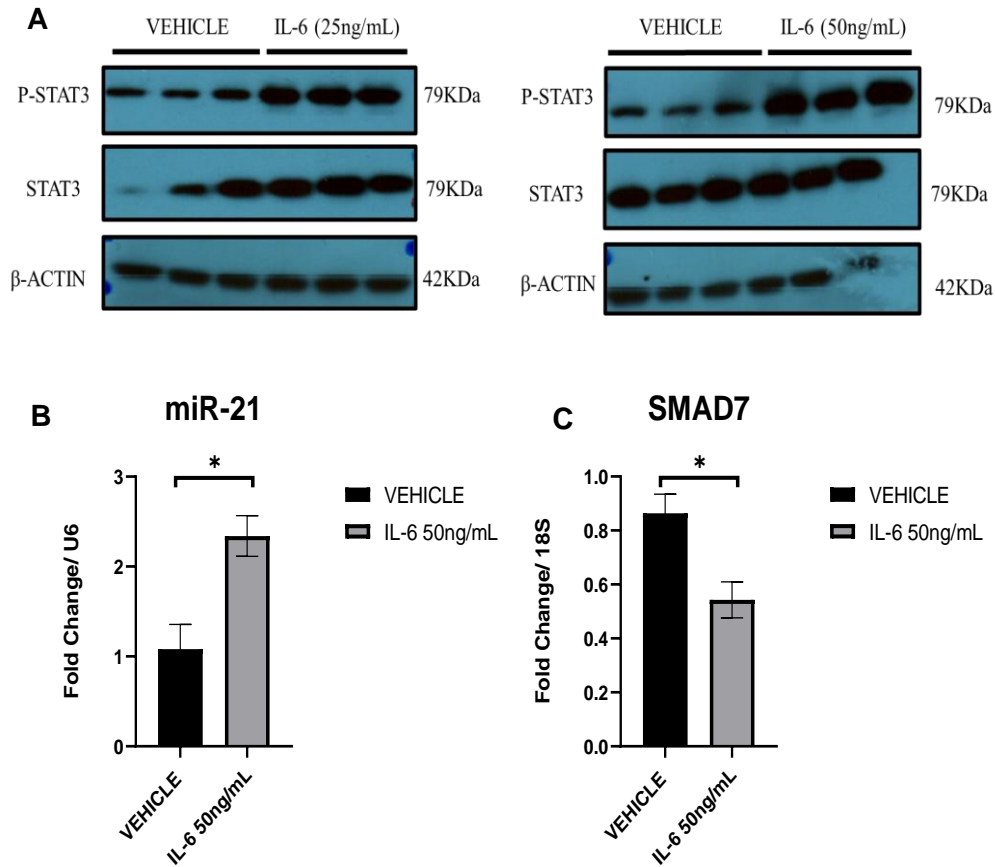 A
VEHICLE IL-6 (25ng/mL)
P-STAT3 79KDa
STAT3 79KDa
β-ACTIN 42KDa
VEHICLE IL-6 (50ng/mL)
P-STAT3 79KDa
STAT3 79KDa
β-ACTIN 42KDa
B
miR-21
*
3
2
1
0
Fold Change/ U6
VEHICLE
IL-6 50ng/mL
VEHICLE
IL-6 50ng/mL
C
SMAD7
*
1.0
0.8
0.6
0.4
0.2
0.0
Fold Change/ 18S
VEHICLE
IL-6 50ng/mL
VEHICLE
IL-6 50ng/mL